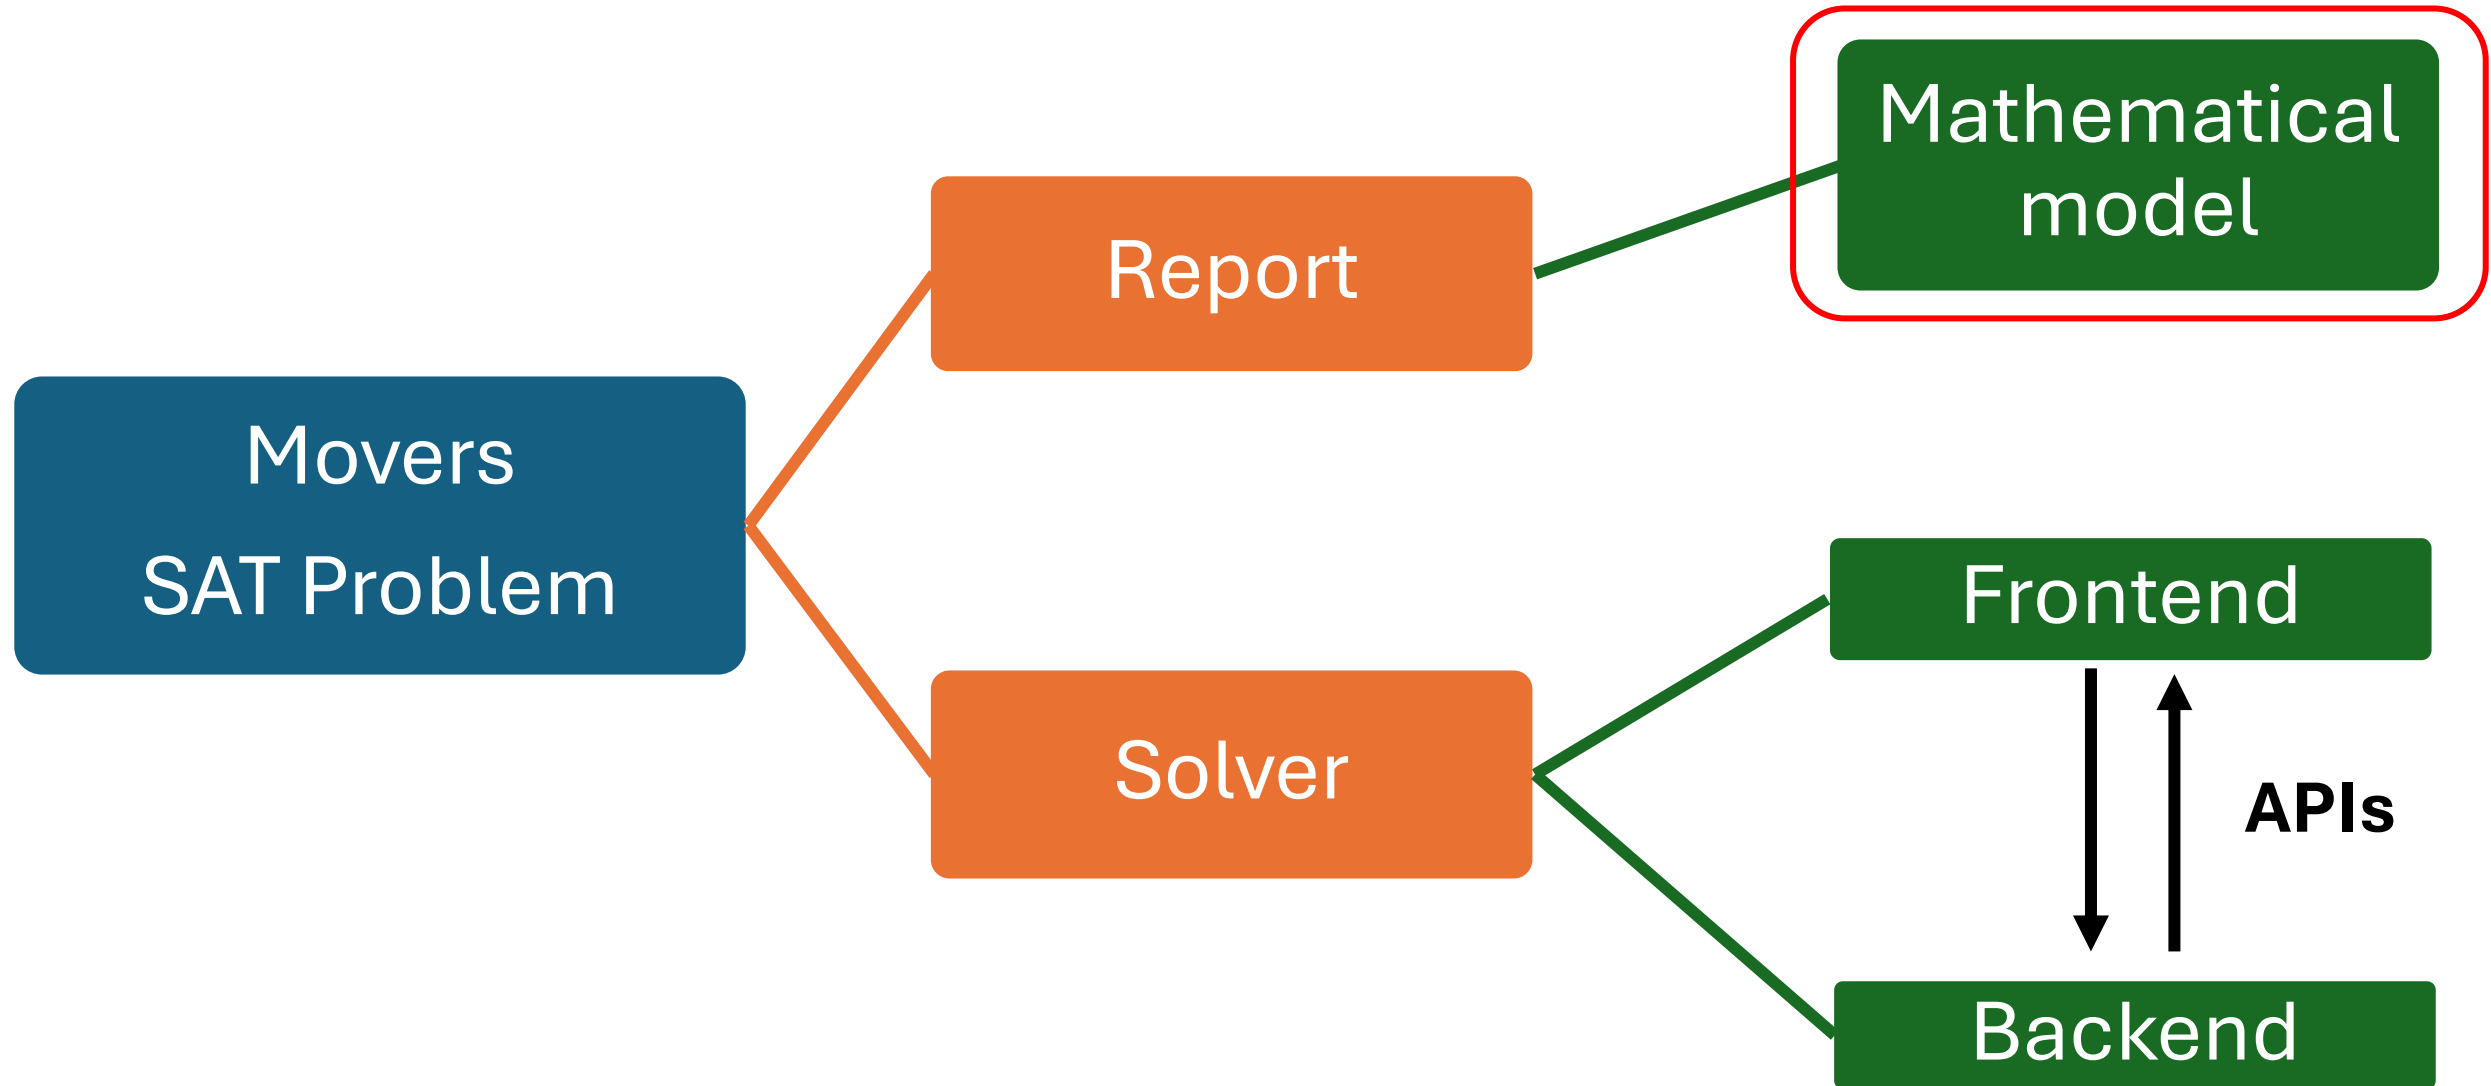 Mathematical
model
Report
Movers
SAT Problem
Frontend
Solver
APIs
Backend